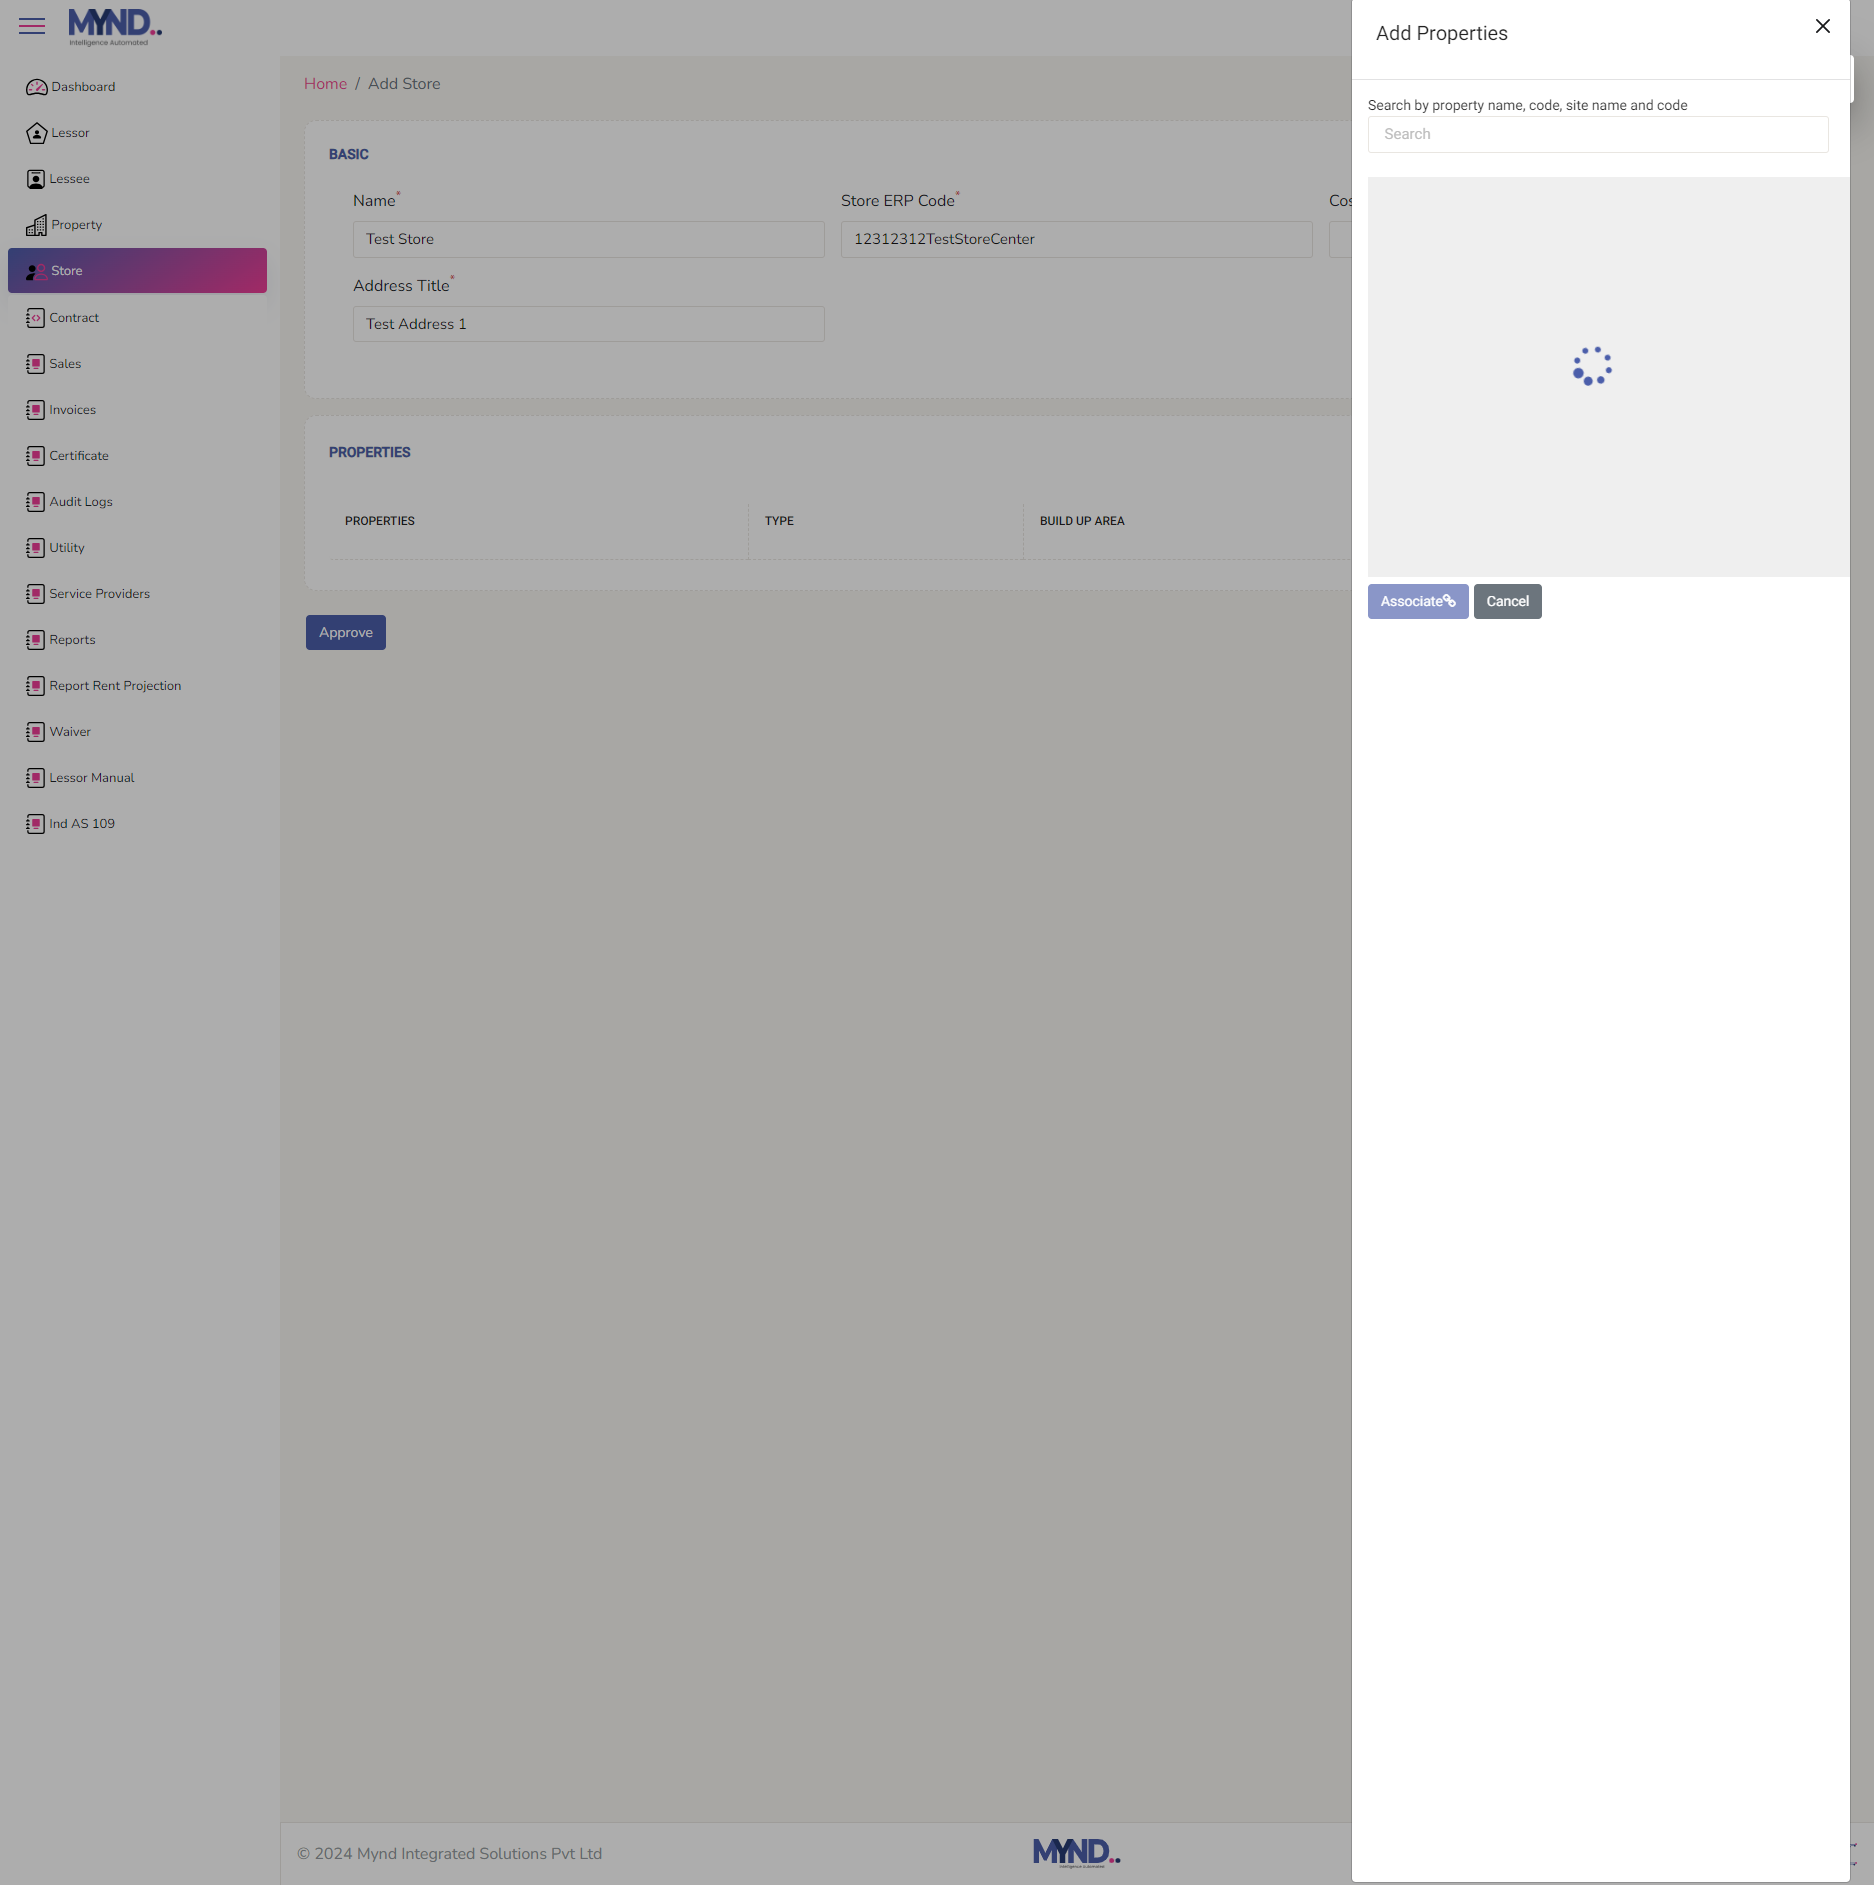 MYND..
Intelligence Automated
Dashboard
Lessor
Lessee
Property
Store
Contract
Sales
Invoices
Certificate
Audit Logs
Utility
Service Providers
Reports
Report Rent Projection
Waiver
Lessor Manual
Ind AS 109
Home / Add Store
BASIC
Name*
Store ERP Code*
Cos
Test Store
12312312TestStoreCenter
Address Title*
Test Address 1
PROPERTIES
PROPERTIES
TYPE
BUILD UP AREA
Approve
Add Properties
Search by property name, code, site name and code
Search
Associate
Cancel
© 2024 Mynd Integrated Solutions Pvt Ltd
MYND..
Intelligence Automated